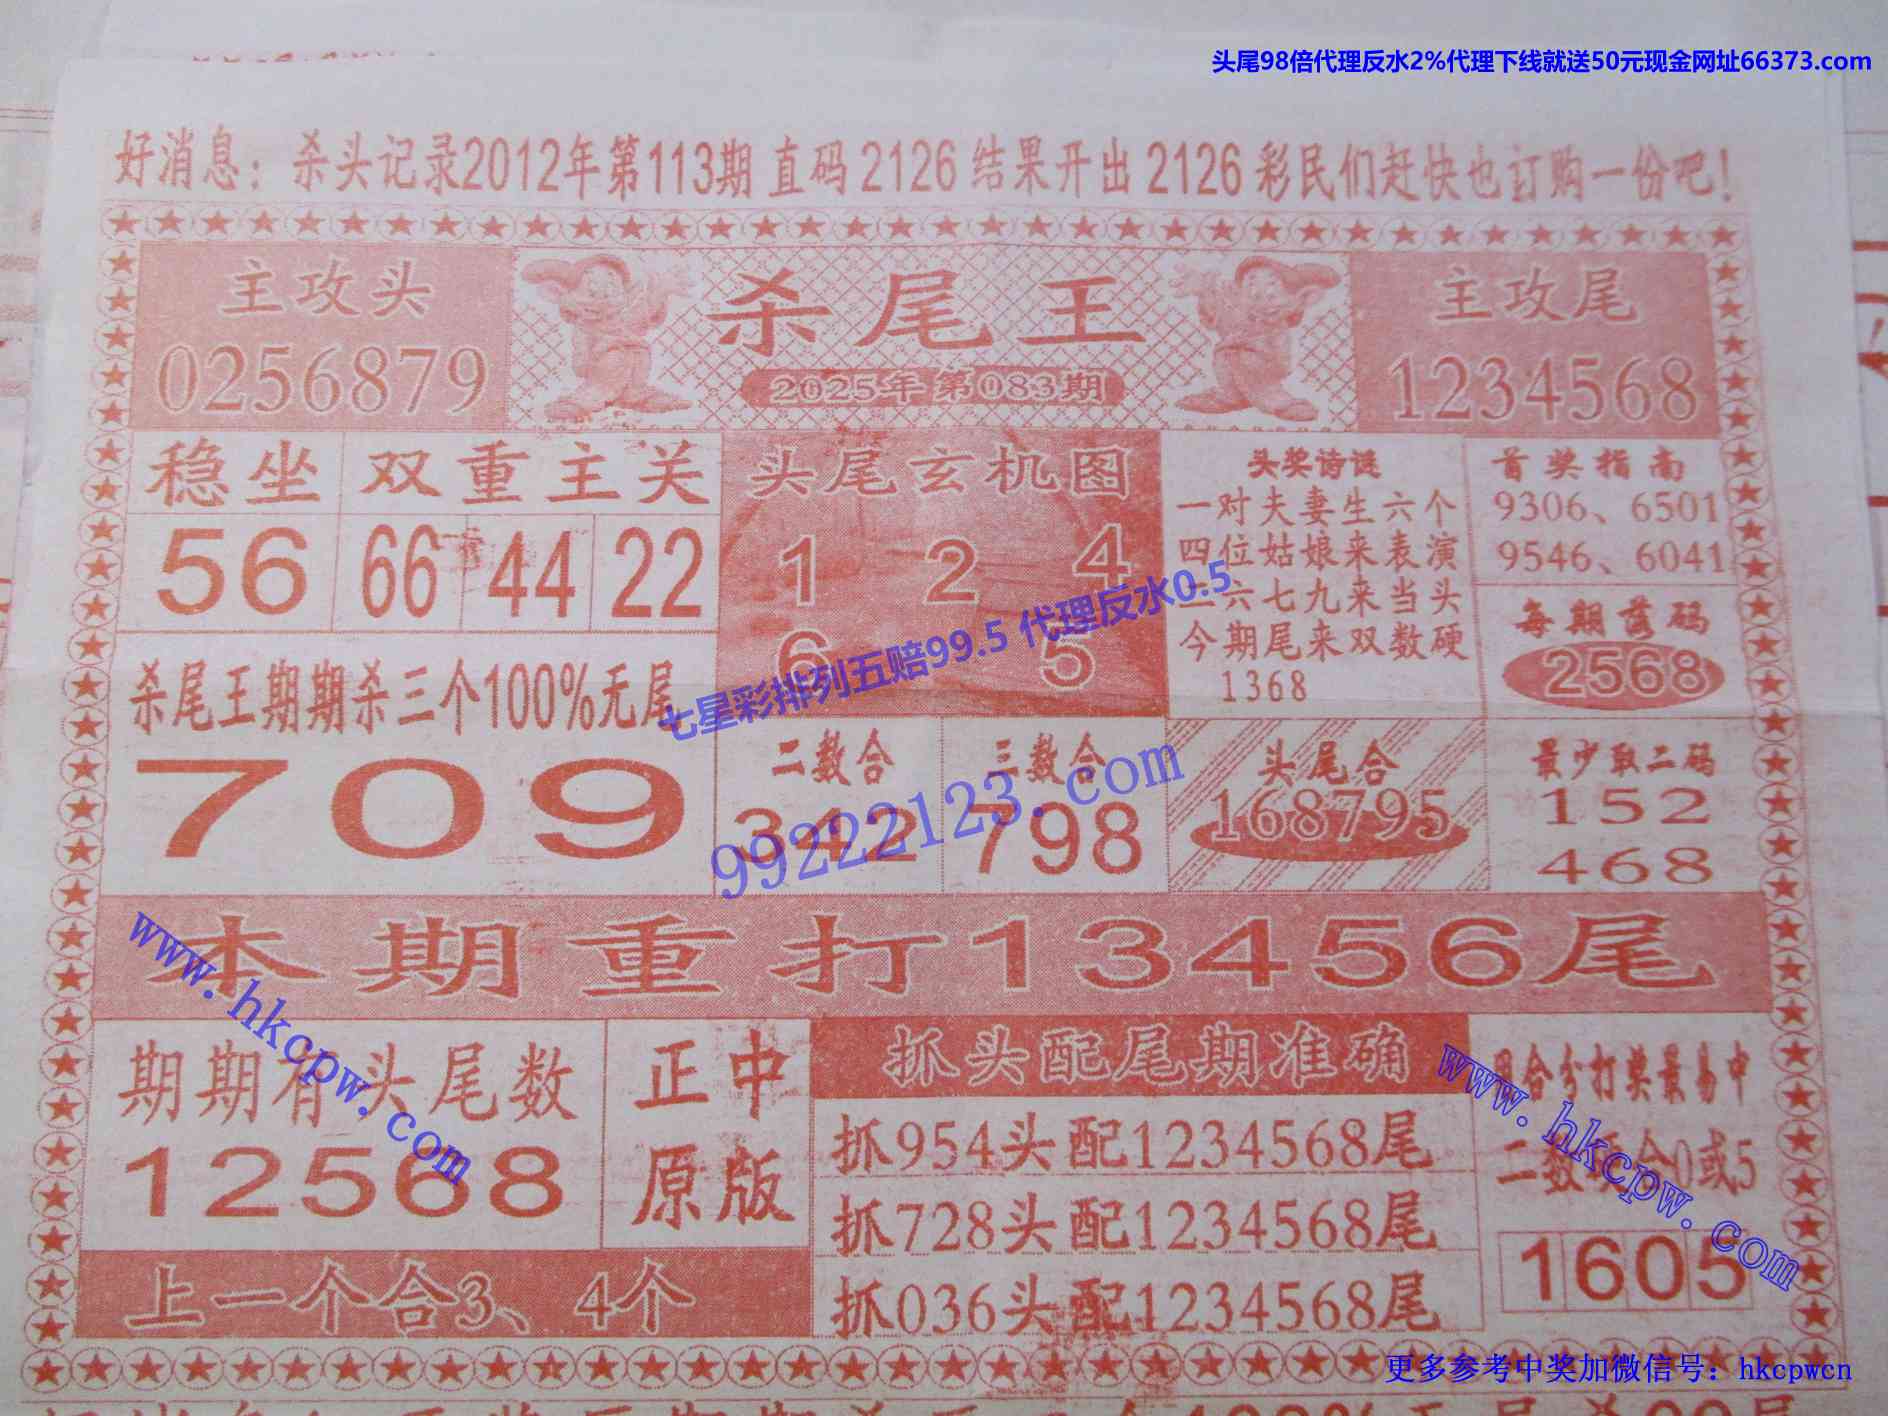 头尾98倍代理反水2%代理下线就送50元现金网址66373.com
好消息：杀头记录2012年第113期直码2126结果开出2126彩民们赶快也订购一份吧！
主攻头
0256879
杀尾王
2025年第083期
主攻尾
1234568
稳坐
56
双重主关
66 44 22
头尾玄机图
1 2 4
6 5
头奖诗谜
一对夫妻生六个
四位姑娘来表演
二六七九来当头
今期尾来双数硬
1368
首奖指南
9306、6501
9546、6041
每期落码
2568
杀尾王期期杀三个100%无尾
709
七星彩排列五赔99.5 代理反水0.5
99222123.com
二数合
342
三数合
798
头尾合
168795
最少取二码
152
468
本期重打13456尾
www.hkcpw.com
期期有头尾数
12568
正中
原版
上一个合3、4个
抓头配尾期准确
抓954头配1234568尾
抓728头配1234568尾
抓036头配1234568尾
合分打奖最易中
二数 合0或5
1605
www.hkcpw.com
更多参考中奖加微信号：hkcpwcn